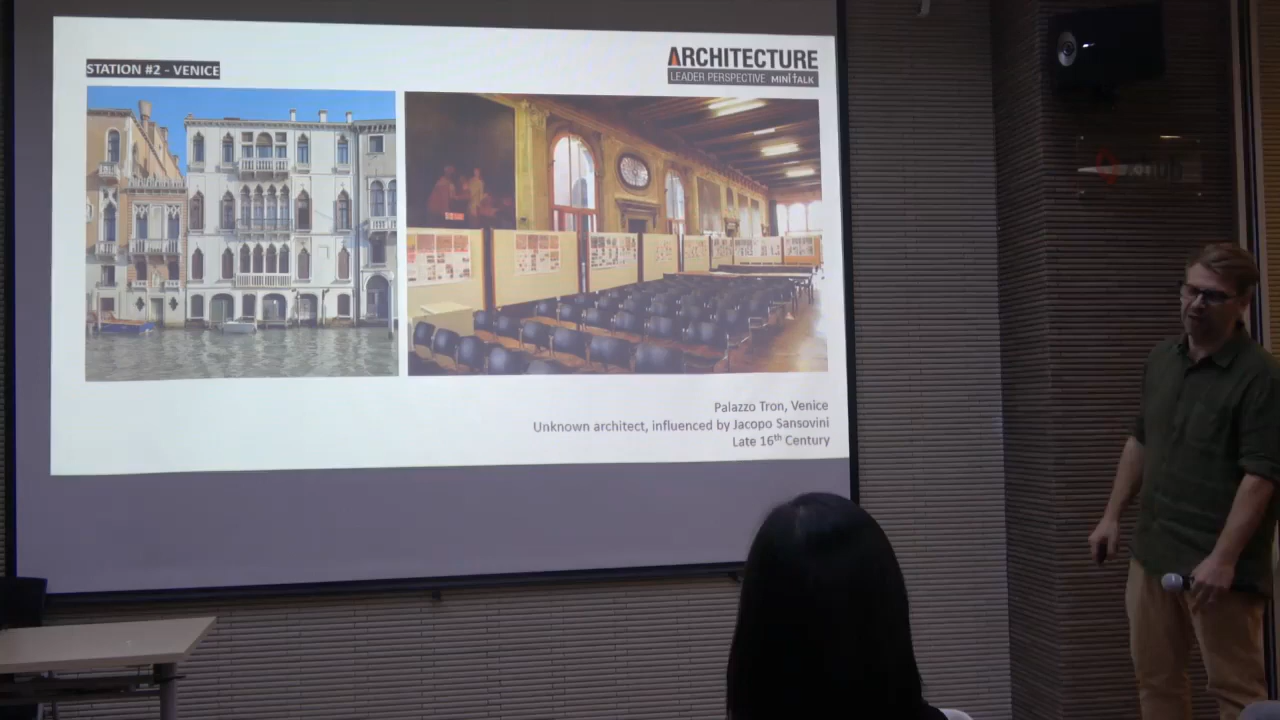 STATION #2 - VENICE
ARCHITECTURE
LEADER PERSPECTIVE MINI TALK
Palazzo Tron, Venice
Unknown architect, influenced by Jacopo Sansovini
Late 16th Century